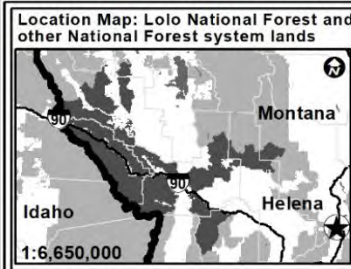 Location Map: Lolo National Forest and
other National Forest system lands
N
Montana
90
90
Helena
Idaho
1:6,650,000